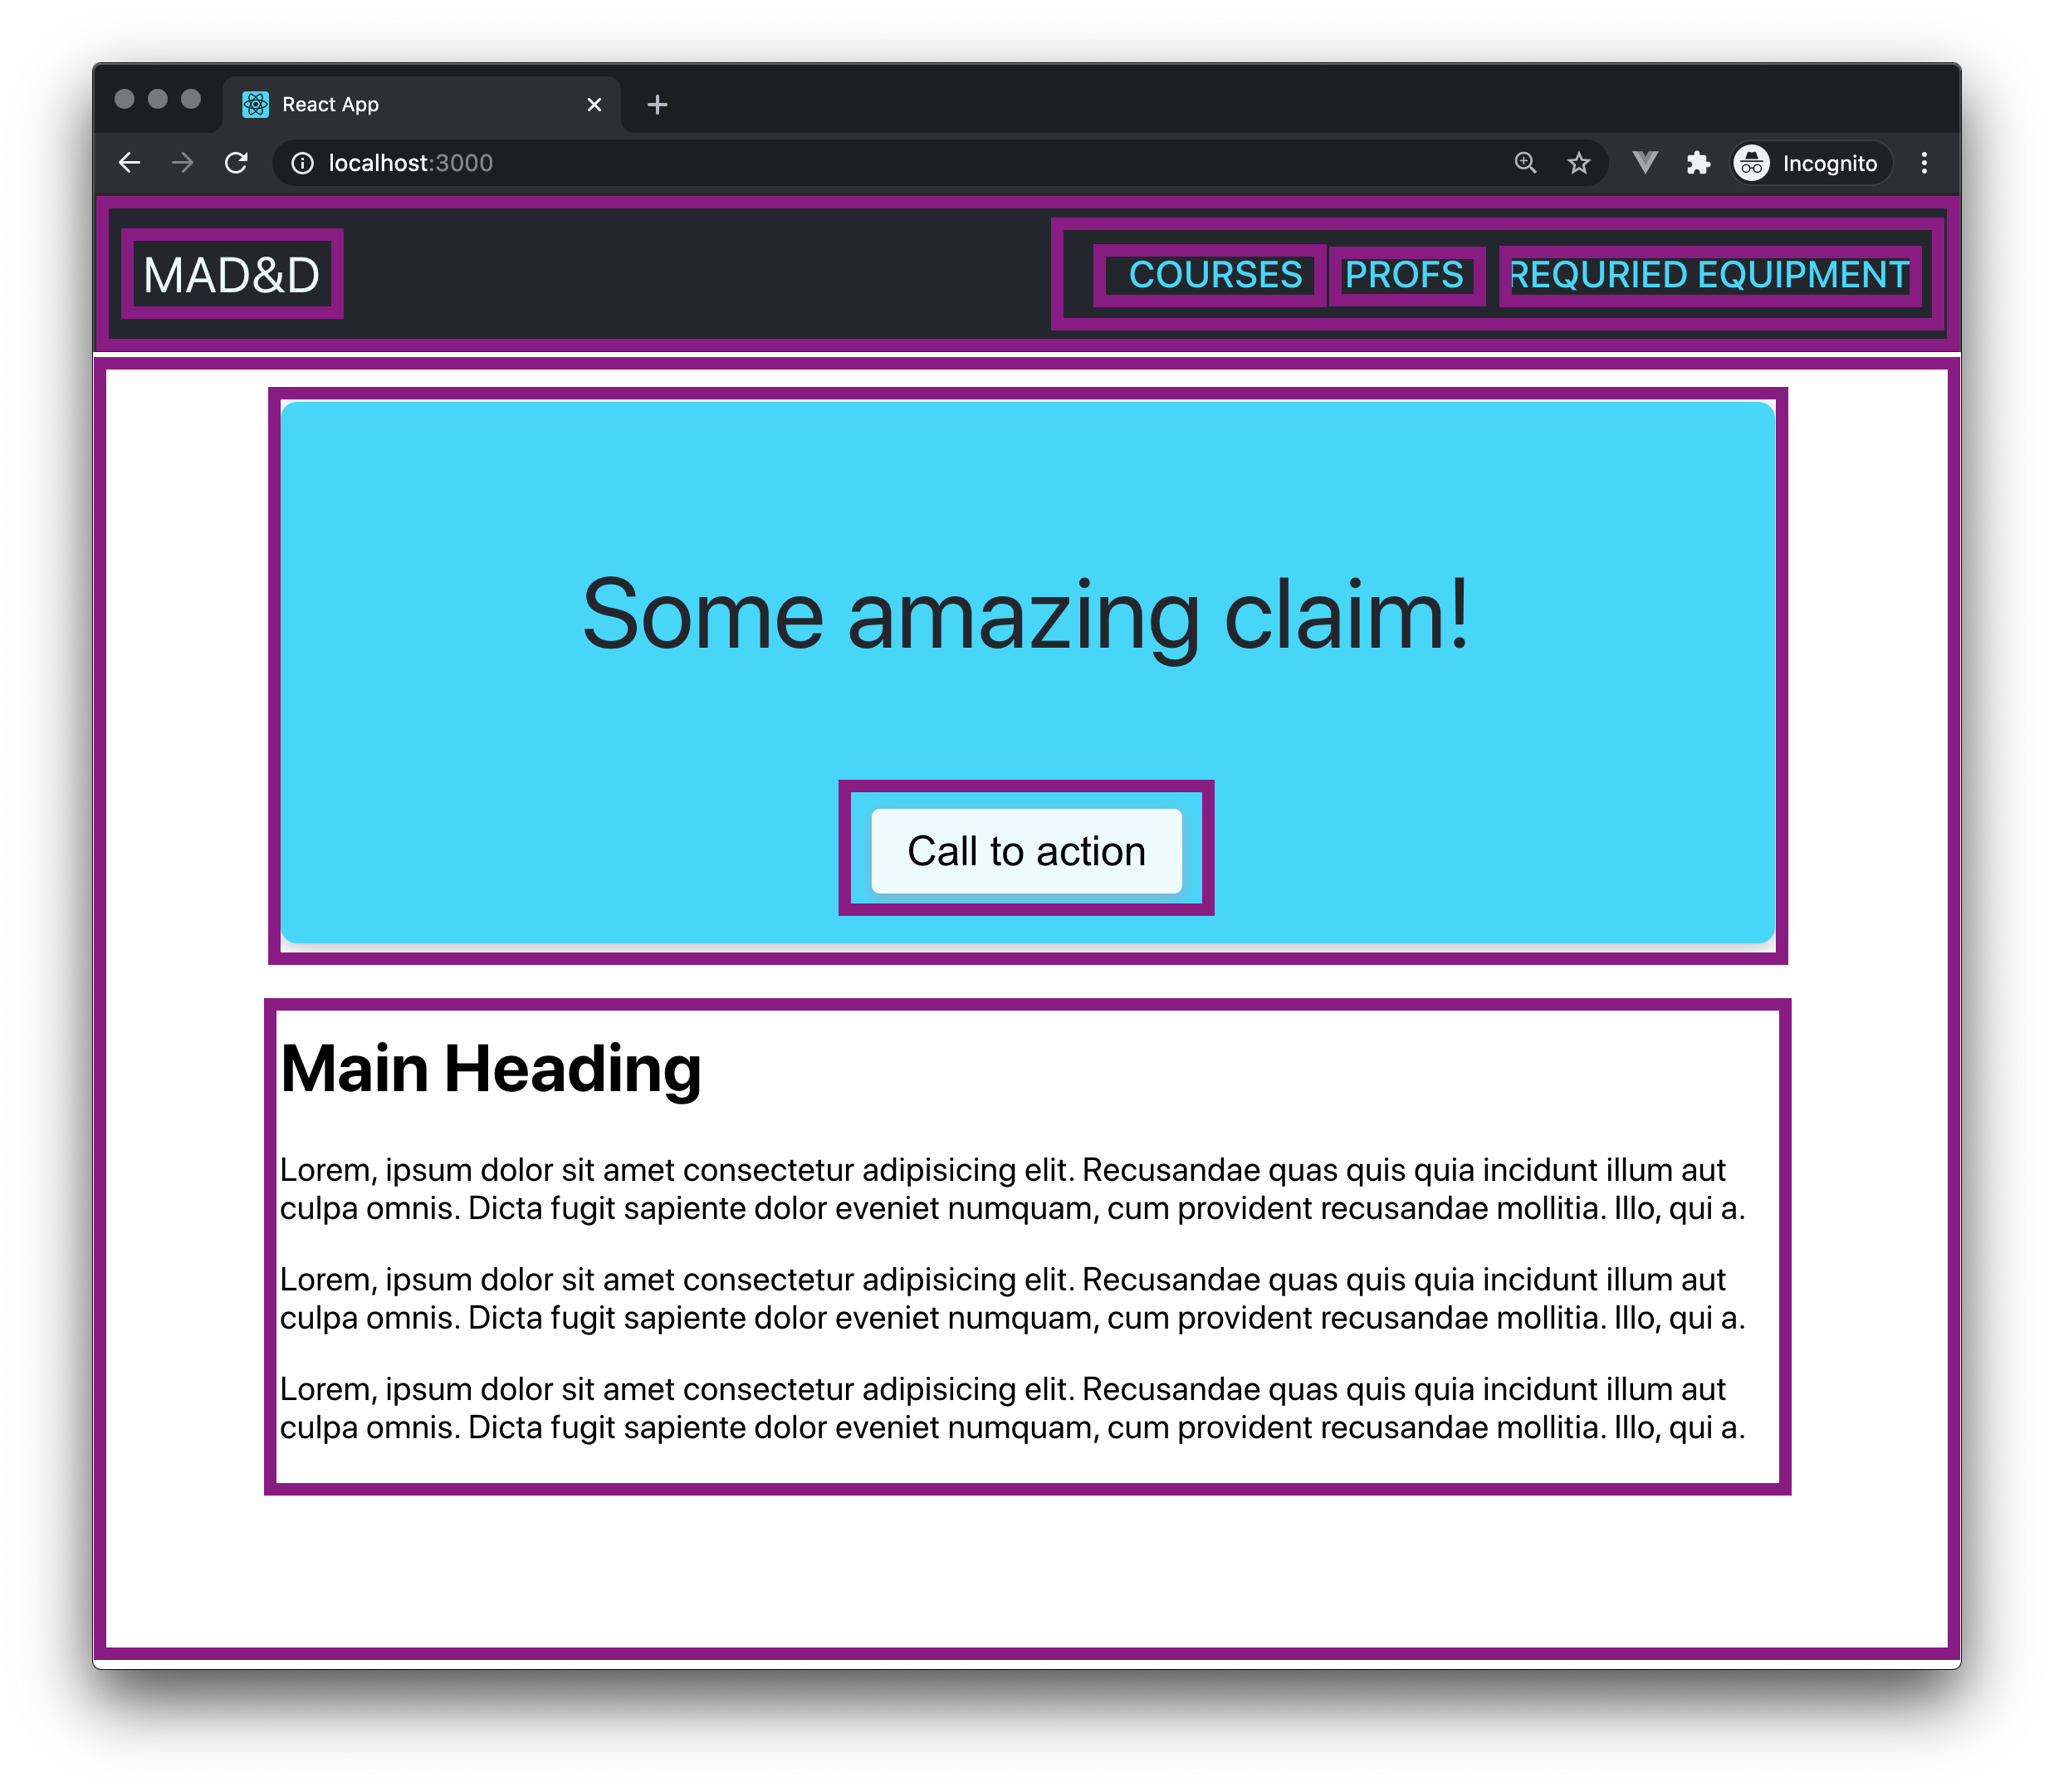 React App
localhost:3000
Incognito
MAD&D
COURSES PROFS REQURIED EQUIPMENT
Some amazing claim!
Call to action
Main Heading
Lorem, ipsum dolor sit amet consectetur adipisicing elit. Recusandae quas quis quia incidunt illum aut
culpa omnis. Dicta fugit sapiente dolor eveniet numquam, cum provident recusandae mollitia. Illo, qui a.
Lorem, ipsum dolor sit amet consectetur adipisicing elit. Recusandae quas quis quia incidunt illum aut
culpa omnis. Dicta fugit sapiente dolor eveniet numquam, cum provident recusandae mollitia. Illo, qui a.
Lorem, ipsum dolor sit amet consectetur adipisicing elit. Recusandae quas quis quia incidunt illum aut
culpa omnis. Dicta fugit sapiente dolor eveniet numquam, cum provident recusandae mollitia. Illo, qui a.